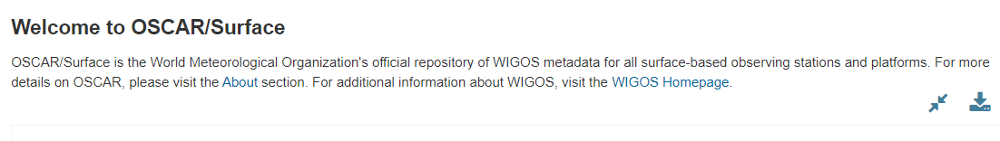 Welcome to OSCAR/Surface
OSCAR/Surface is the World Meteorological Organization's official repository of WIGOS metadata for all surface-based observing stations and platforms. For more
details on OSCAR, please visit the About section. For additional information about WIGOS, visit the WIGOS Homepage.